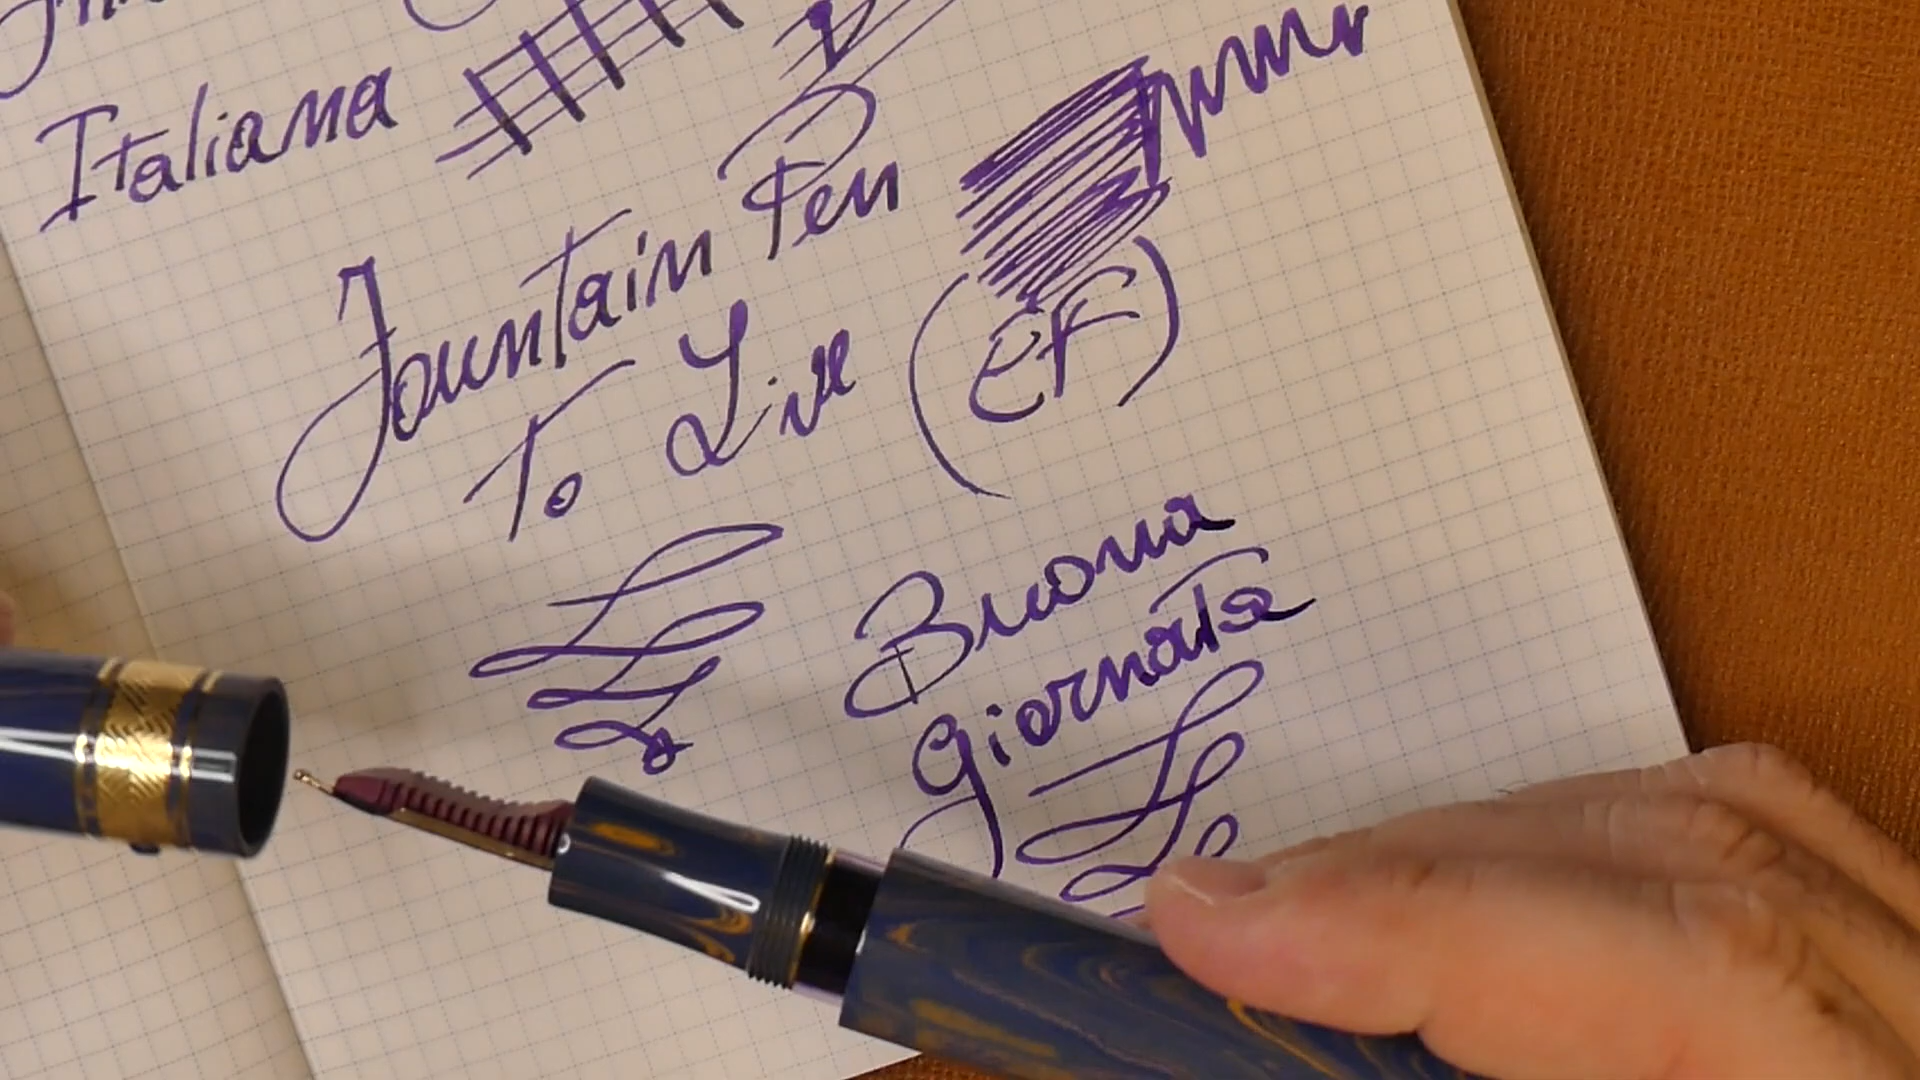 Italiana
Fountain Pen
To Live (EF)
Buona
Giornata